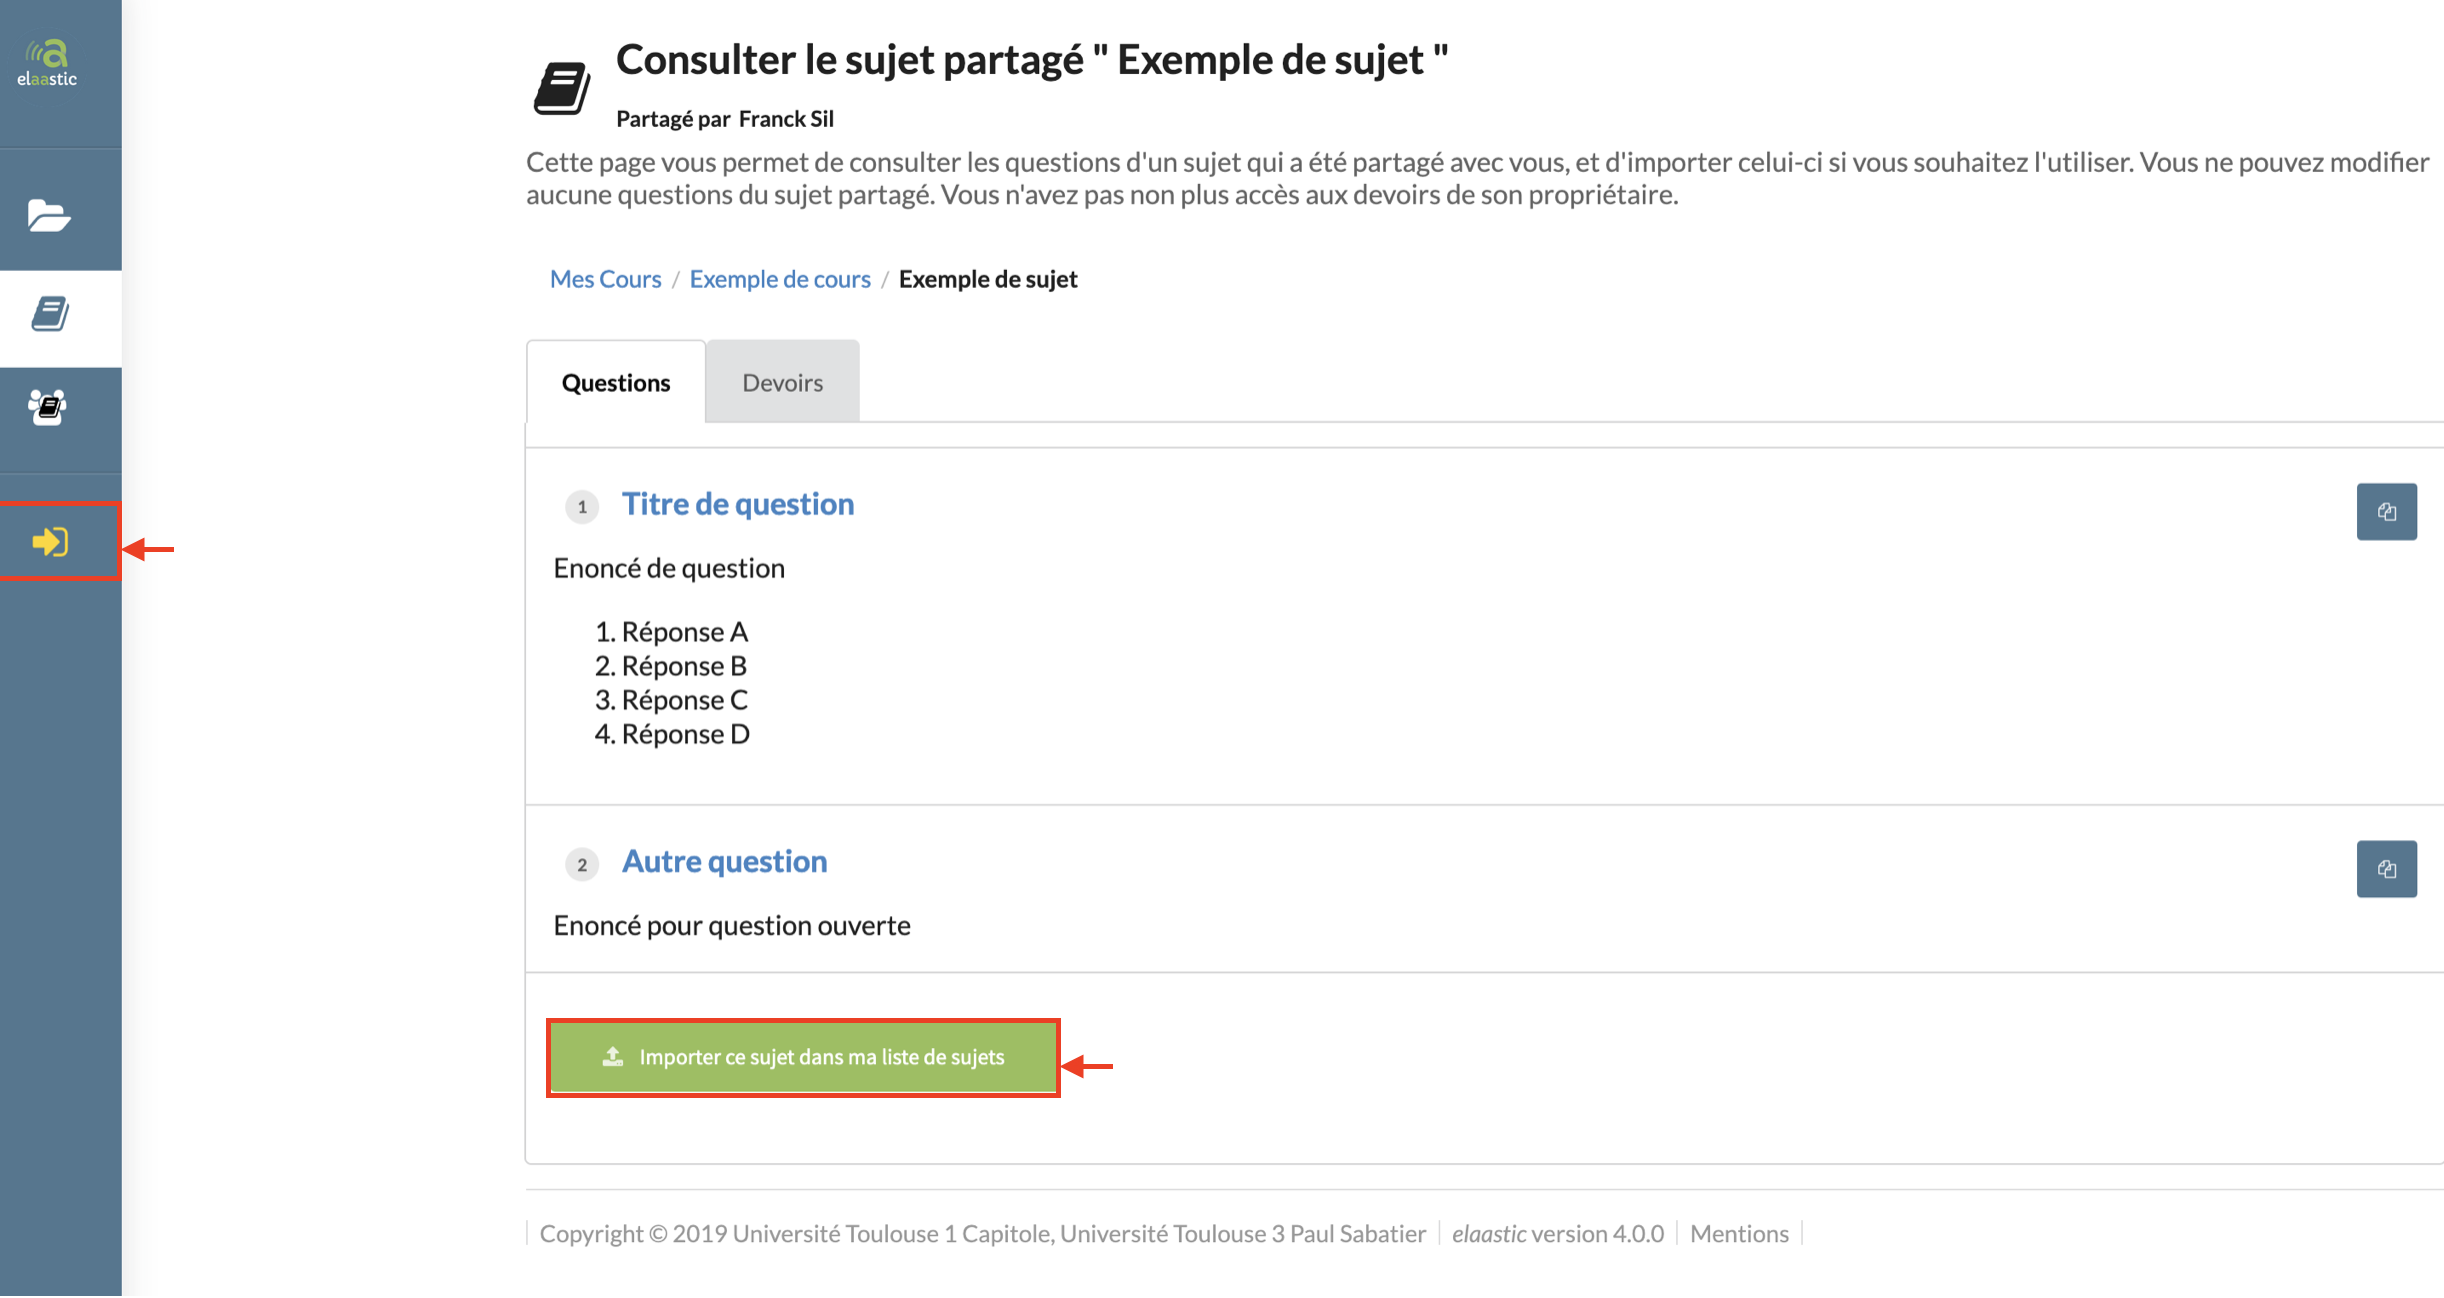 elaastic
Consulter le sujet partagé " Exemple de sujet "
Partagé par Franck Sil
Cette page vous permet de consulter les questions d'un sujet qui a été partagé avec vous, et d'importer celui-ci si vous souhaitez l'utiliser. Vous ne pouvez modifier
aucune questions du sujet partagé. Vous n'avez pas non plus accès aux devoirs de son propriétaire.
Mes Cours / Exemple de cours / Exemple de sujet
Questions Devoirs
1 Titre de question
Enoncé de question
1. Réponse A
2. Réponse B
3. Réponse C
4. Réponse D
2 Autre question
Enoncé pour question ouverte
Importer ce sujet dans ma liste de sujets
Copyright © 2019 Université Toulouse 1 Capitole, Université Toulouse 3 Paul Sabatier elaastic version 4.0.0 Mentions